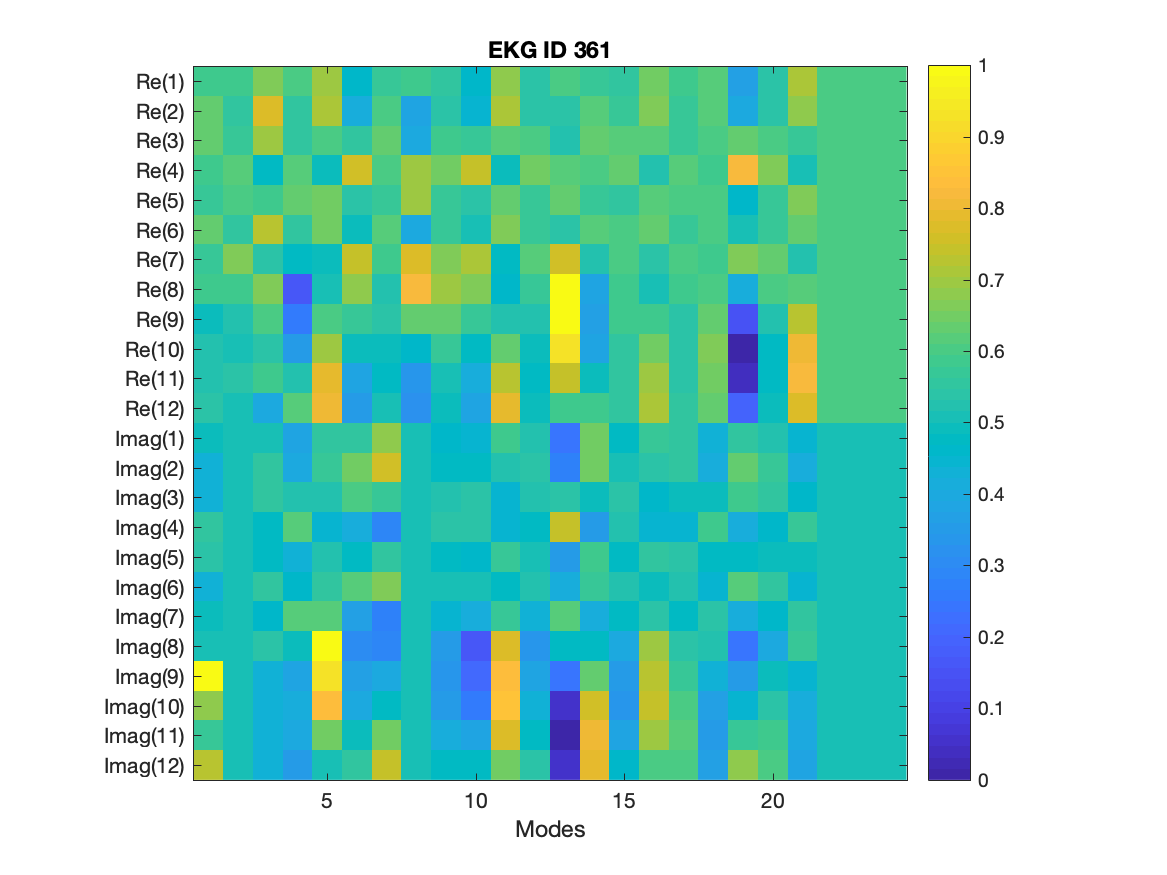 EKG ID 361
Re(1)
Re(2)
Re(3)
Re(4)
Re(5)
Re(6)
Re(7)
Re(8)
Re(9)
Re(10)
Re(11)
Re(12)
Imag(1)
Imag(2)
Imag(3)
Imag(4)
Imag(5)
Imag(6)
Imag(7)
Imag(8)
Imag(9)
Imag(10)
Imag(11)
Imag(12)
5 10 15 20
Modes
1
0.9
0.8
0.7
0.6
0.5
0.4
0.3
0.2
0.1
0